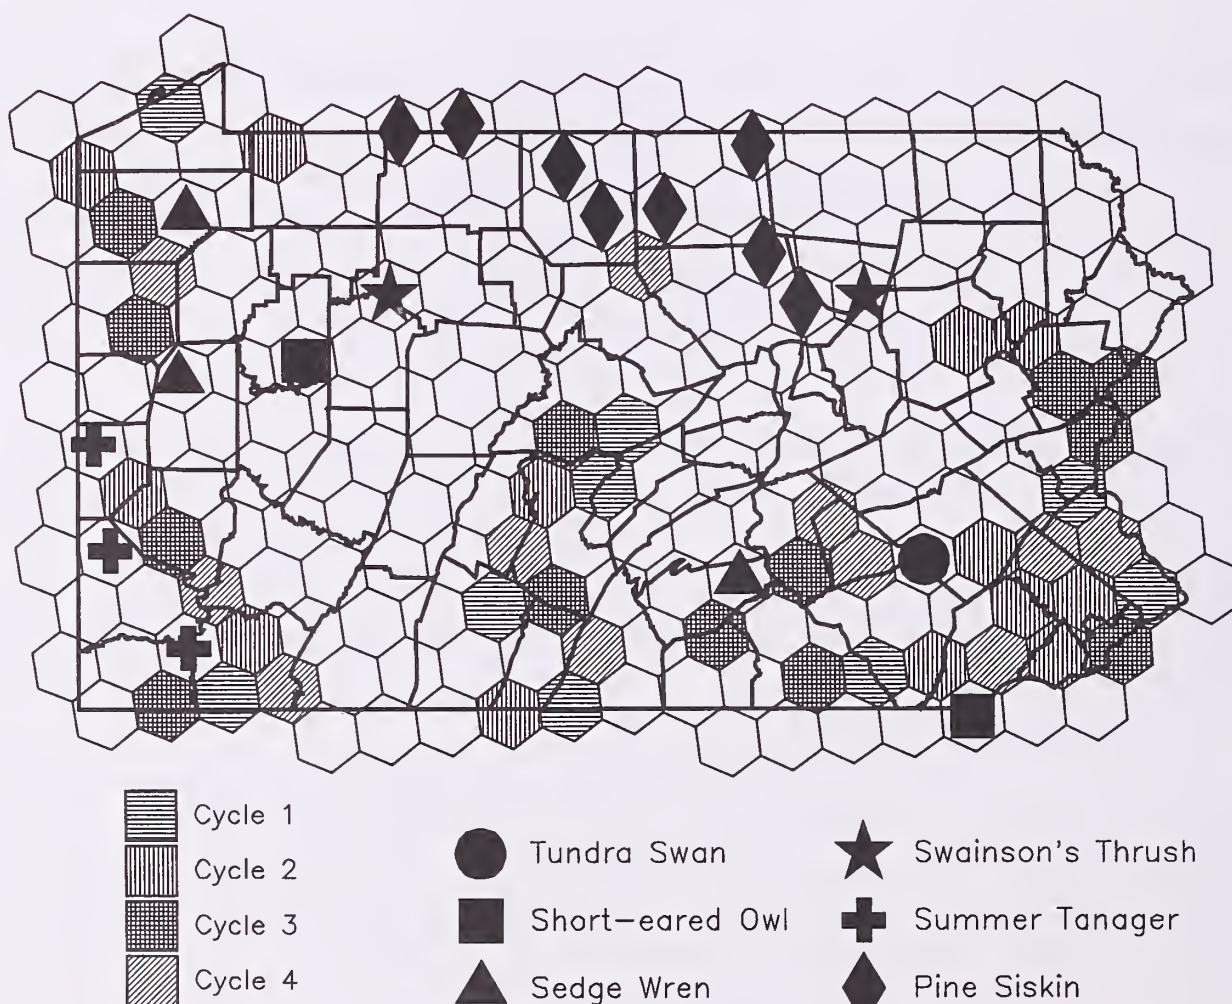 Cycle 1
Cycle 2
Cycle 3
Cycle 4
Tundra Swan
Short-eared Owl
Sedge Wren
Swainson's Thrush
Summer Tanager
Pine Siskin